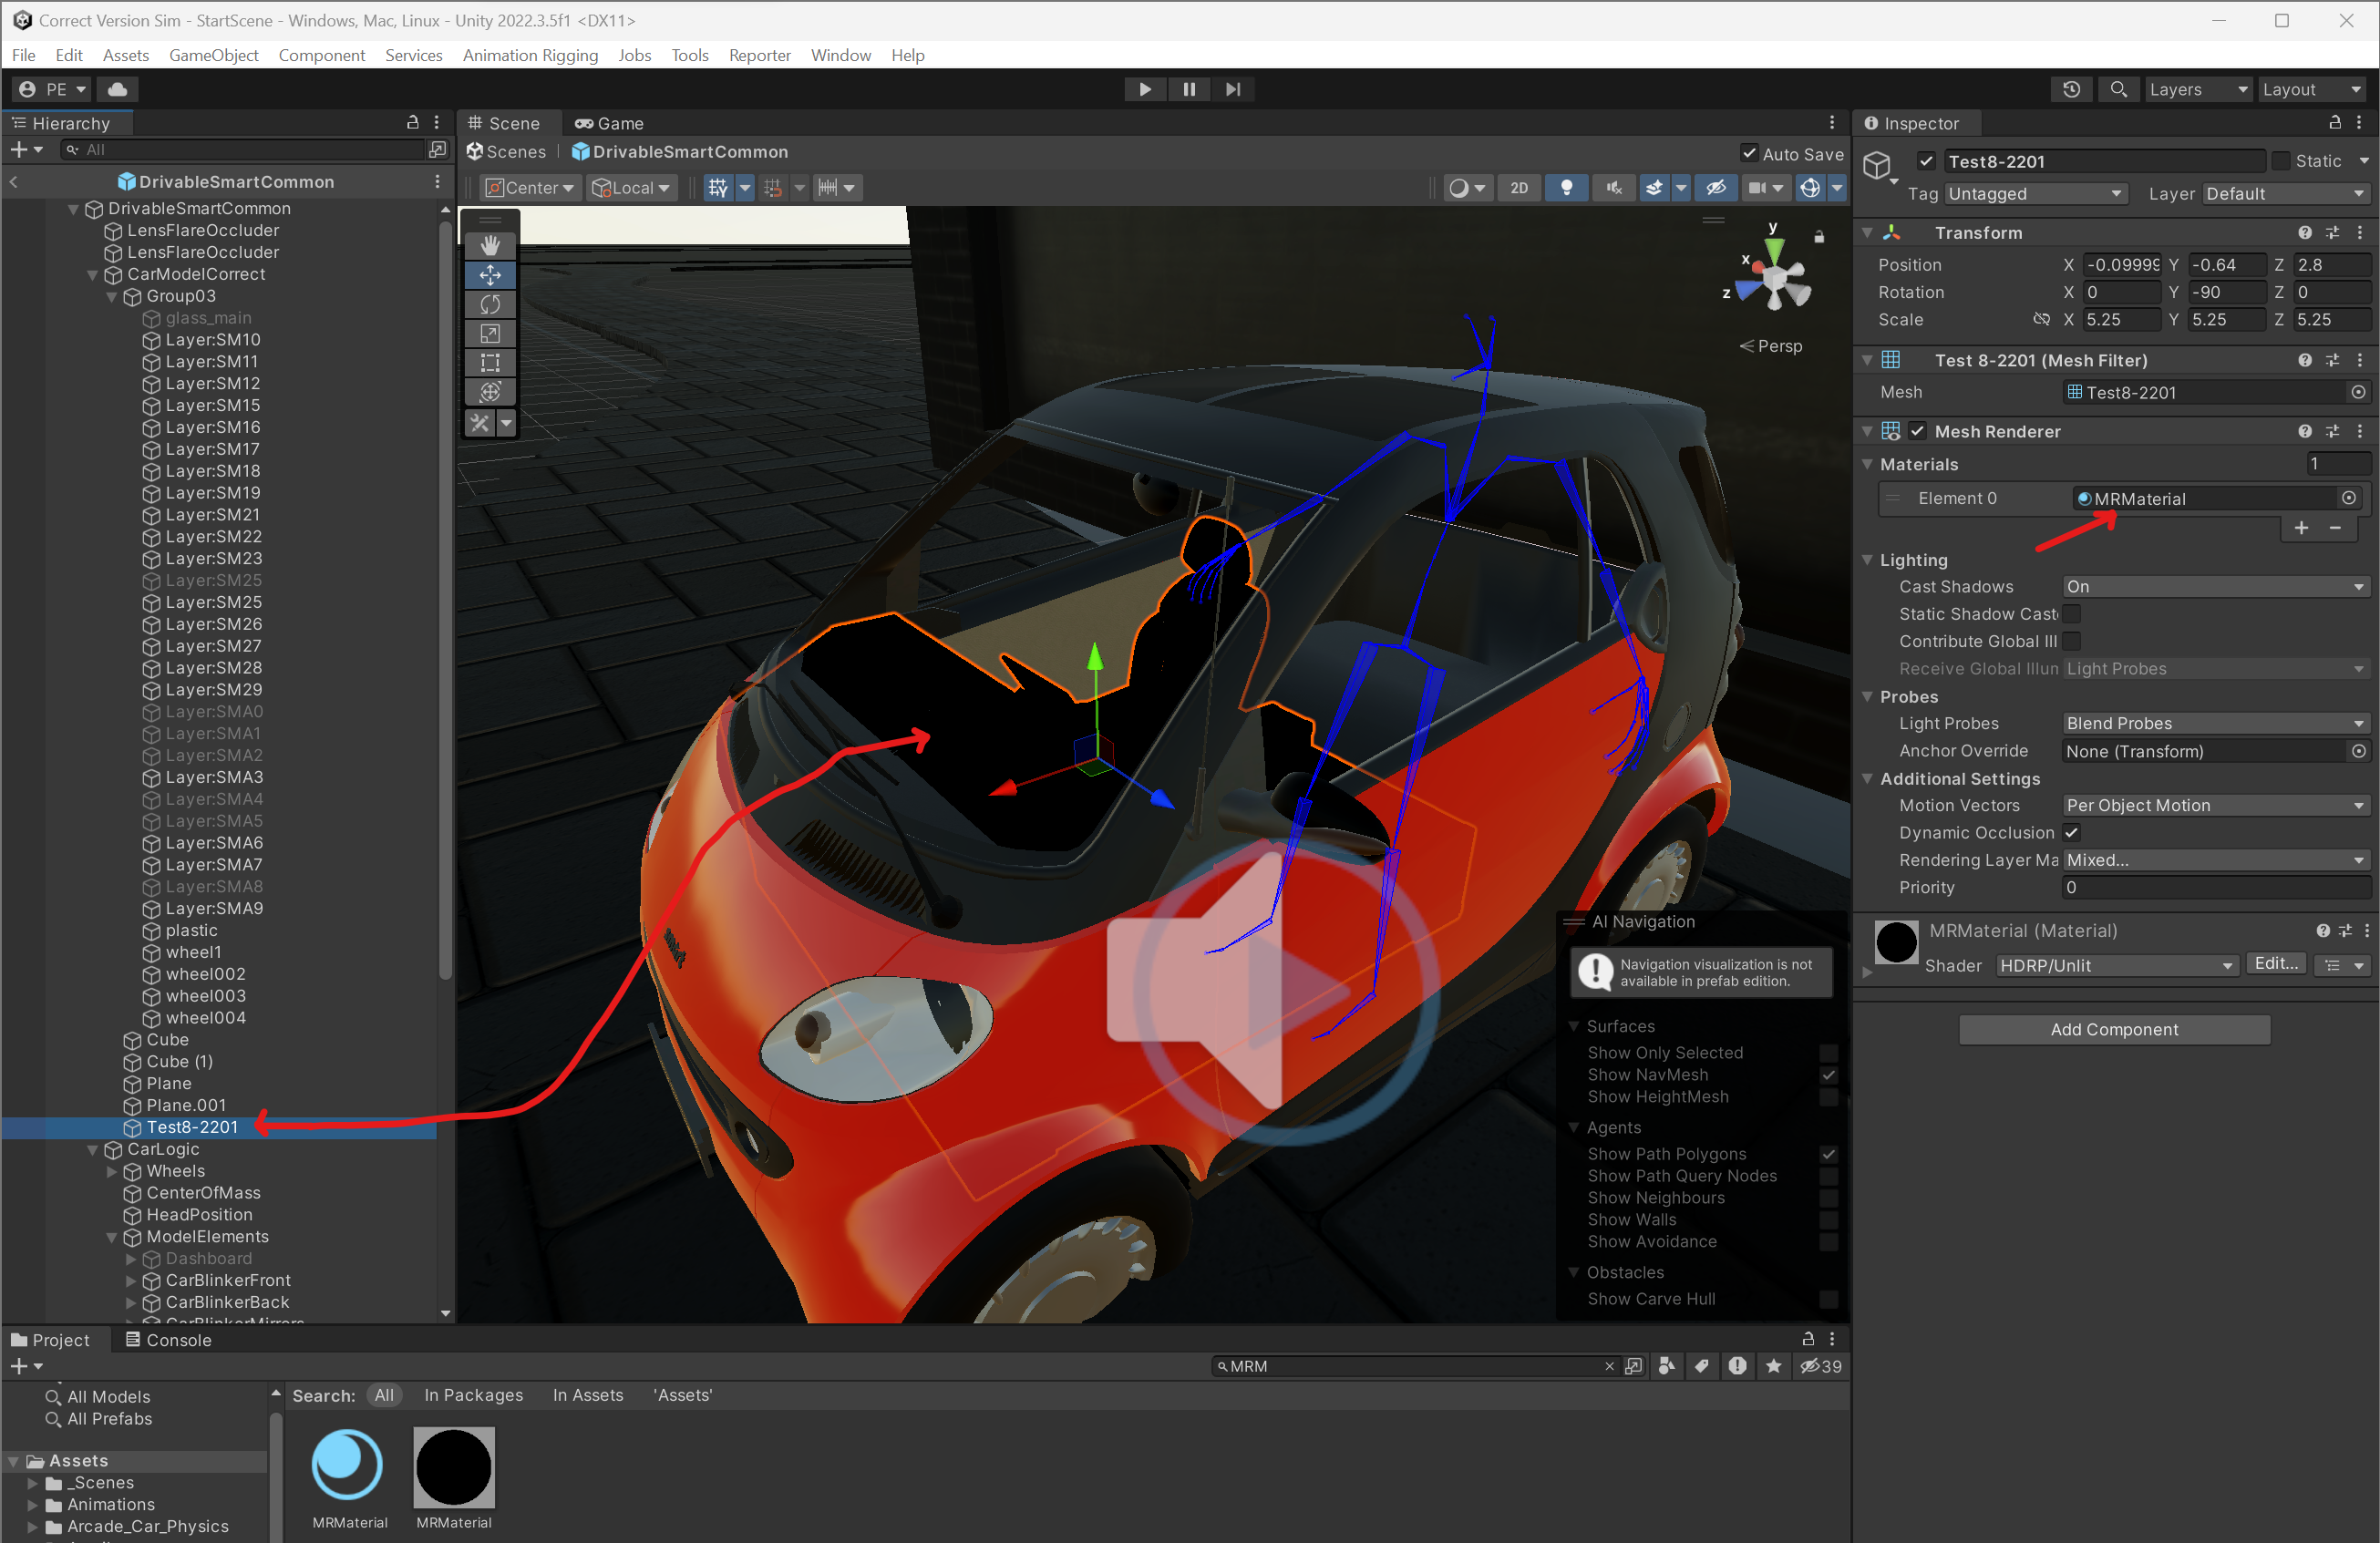 Correct Version Sim - StartScene - Windows, Mac, Linux - Unity 2022.3.5f1 <DX11>
File Edit Assets GameObject Component Services Animation Rigging Jobs Tools Reporter Window Help
PE
Layers
Layout
Hierarchy
All
DrivableSmartCommon
DrivableSmartCommon
LensFlareOccluder
LensFlareOccluder
CarModelCorrect
Group03
glass_main
Layer:SM10
Layer:SM11
Layer:SM12
Layer:SM15
Layer:SM16
Layer:SM17
Layer:SM18
Layer:SM19
Layer:SM21
Layer:SM22
Layer:SM23
Layer:SM25
Layer:SM25
Layer:SM26
Layer:SM27
Layer:SM28
Layer:SM29
Layer:SMA0
Layer:SMA1
Layer:SMA2
Layer:SMA3
Layer:SMA4
Layer:SMA5
Layer:SMA6
Layer:SMA7
Layer:SMA8
Layer:SMA9
plastic
wheel1
wheel002
wheel003
wheel004
Cube
Cube (1)
Plane
Plane.001
Test8-2201
CarLogic
Wheels
CenterOfMass
HeadPosition
ModelElements
Dashboard
CarBlinkerFront
CarBlinkerBack
CarBlinkerMirrors
Scene
Game
Scenes
DrivableSmartCommon
Auto Save
Center
Local
2D
y
x
z
Persp
AI Navigation
Navigation visualization is not
available in prefab edition.
Surfaces
Show Only Selected
Show NavMesh
Show HeightMesh
Agents
Show Path Polygons
Show Path Query Nodes
Show Neighbours
Show Walls
Show Avoidance
Obstacles
Show Carve Hull
Inspector
Test8-2201
Static
Tag Untagged
Layer Default
Transform
Position X -0.09999 Y -0.64 Z 2.8
Rotation X 0 Y -90 Z 0
Scale X 5.25 Y 5.25 Z 5.25
Test 8-2201 (Mesh Filter)
Mesh Test8-2201
Mesh Renderer
Materials 1
Element 0 MRMaterial
Lighting
Cast Shadows On
Static Shadow Cast
Contribute Global Ill
Receive Global Illun Light Probes
Probes
Light Probes Blend Probes
Anchor Override None (Transform)
Additional Settings
Motion Vectors Per Object Motion
Dynamic Occlusion
Rendering Layer Ma Mixed...
Priority 0
MRMaterial (Material)
Shader HDRP/Unlit Edit...
Add Component
Project
Console
MRM
39
All Models
All Prefabs
Assets
_Scenes
Animations
Arcade_Car_Physics
Search: All In Packages In Assets 'Assets'
MRMaterial
MRMaterial